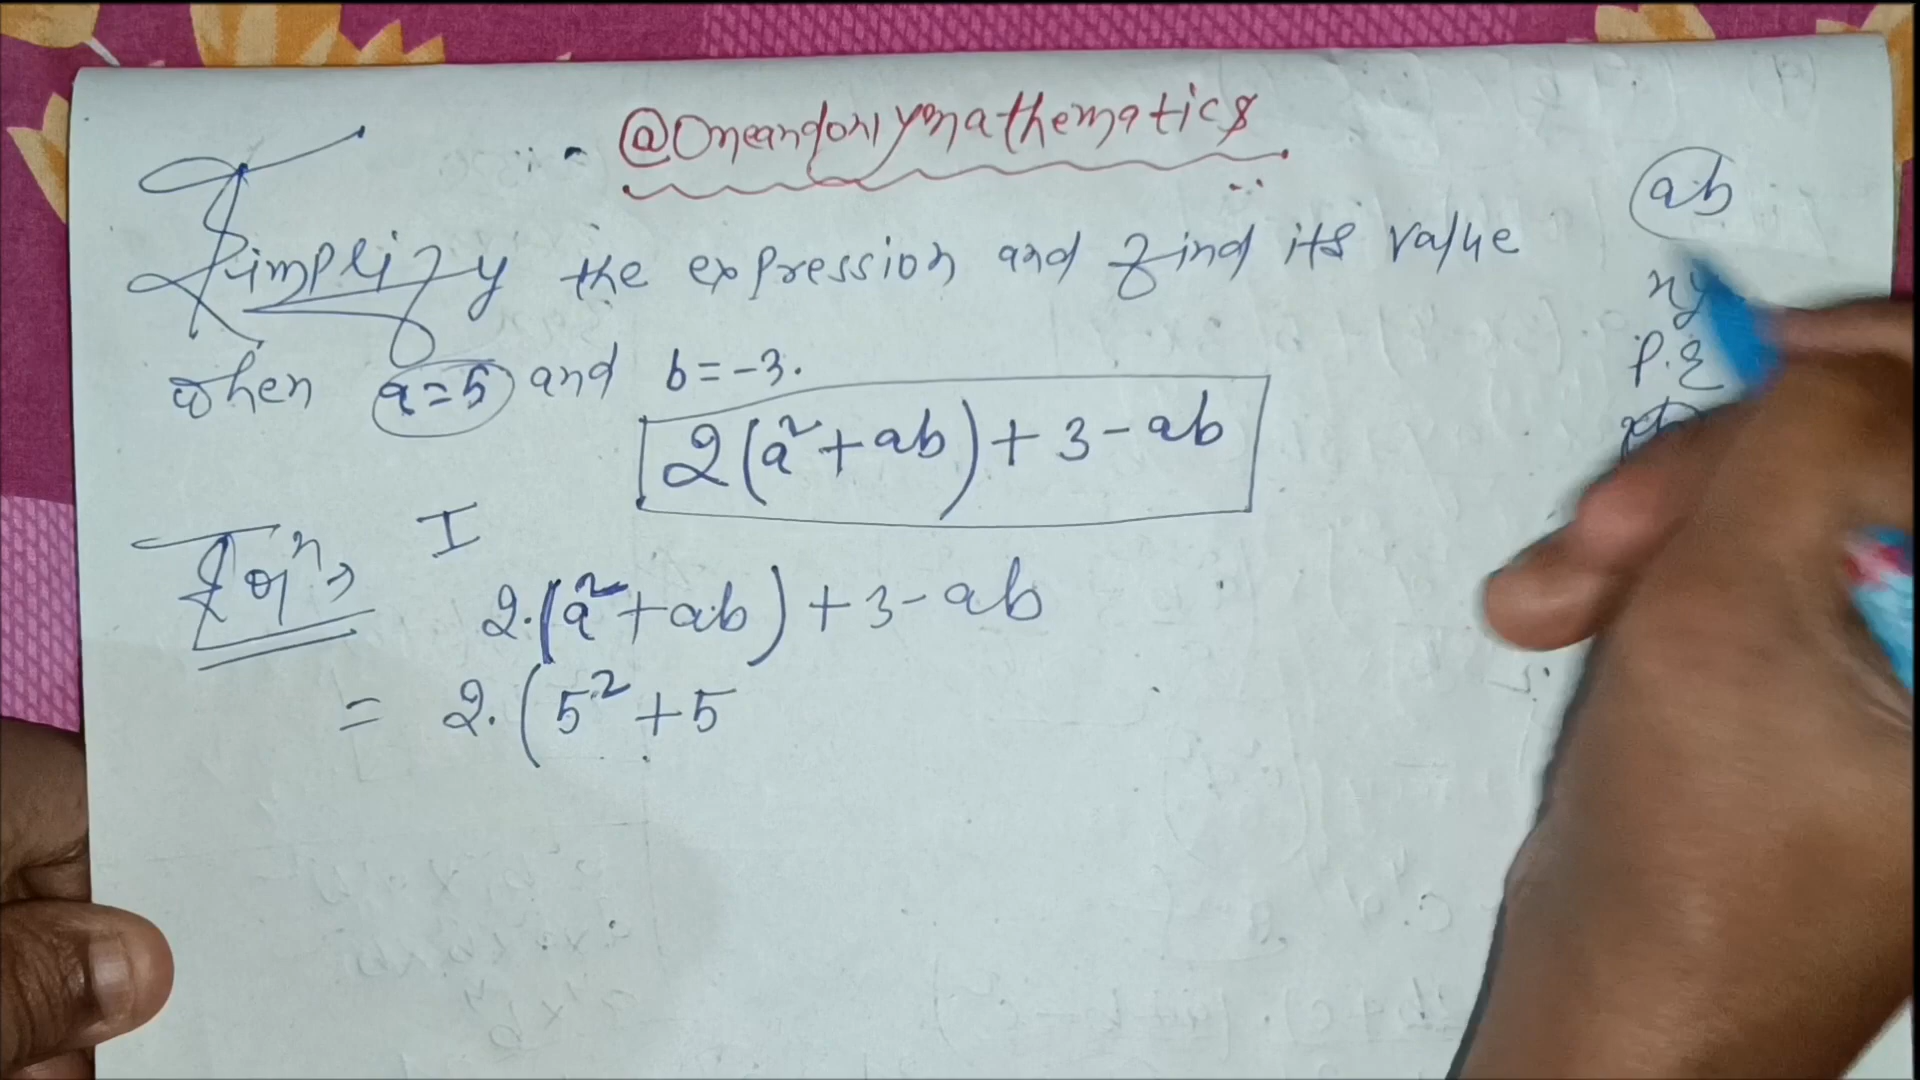 @Oneandonlymathematics
Simplify the expression and find its value
when a=5 and b=-3.
2(a²+ab)+3-ab
Solⁿ→ I
2.(a²+ab)+3-ab
= 2.(5²+5
ab
P.